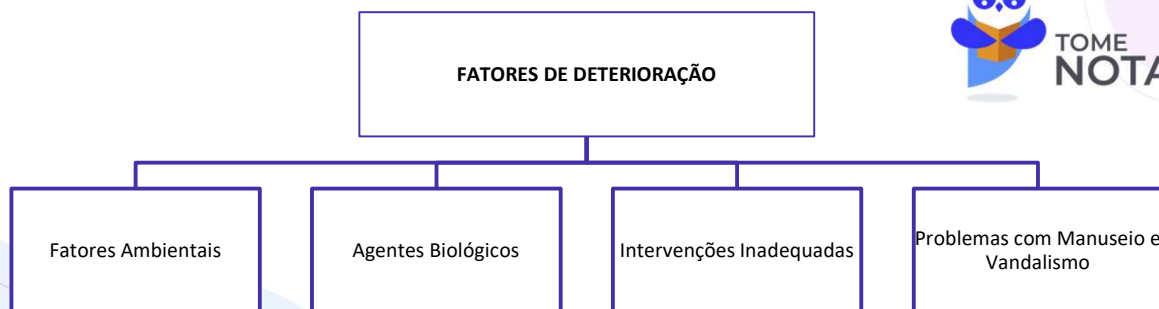 TOME
NOTA
FATORES DE DETERIORAÇÃO
Fatores Ambientais
Agentes Biológicos
Intervenções Inadequadas
Problemas com Manuseio e
Vandalismo